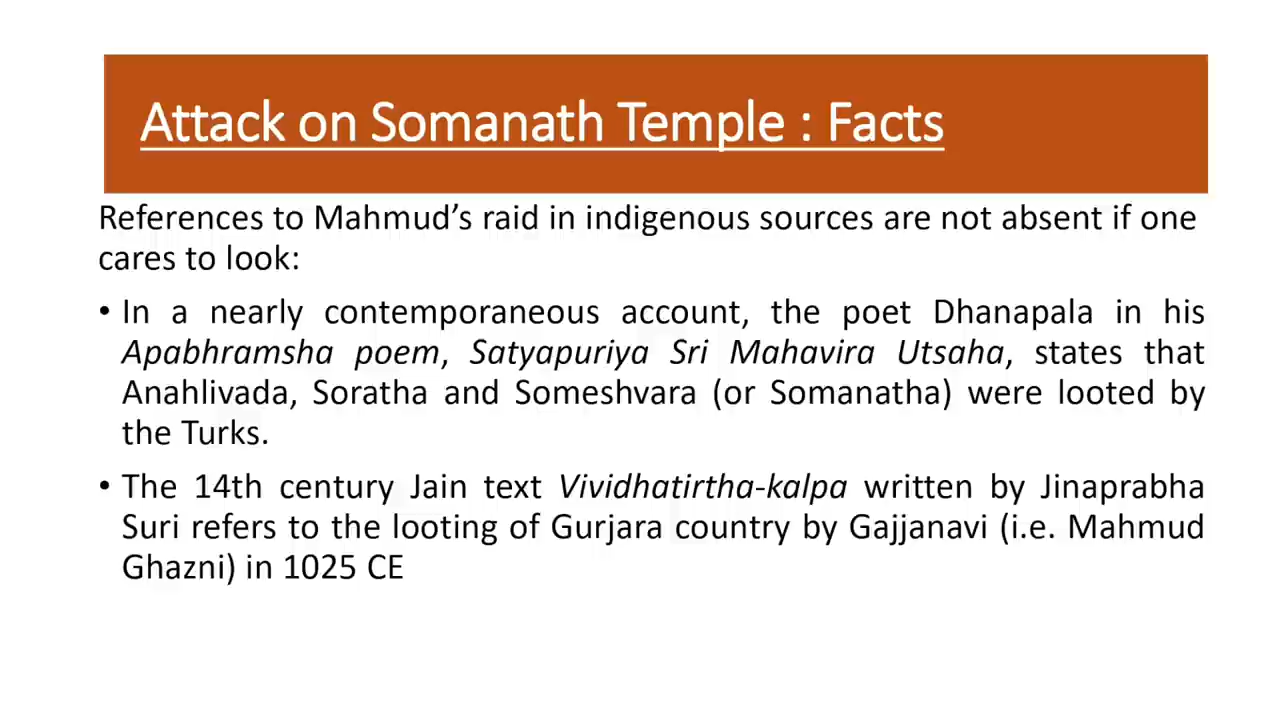 Attack on Somanath Temple : Facts
References to Mahmud's raid in indigenous sources are not absent if one
cares to look:
• In a nearly contemporaneous account, the poet Dhanapala in his
Apabhramsha poem, Satyapuriya Sri Mahavira Utsaha, states that
Anahlivada, Soratha and Someshvara (or Somanatha) were looted by
the Turks.
• The 14th century Jain text Vividhatirtha-kalpa written by Jinaprabha
Suri refers to the looting of Gurjara country by Gajjanavi (i.e. Mahmud
Ghazni) in 1025 CE